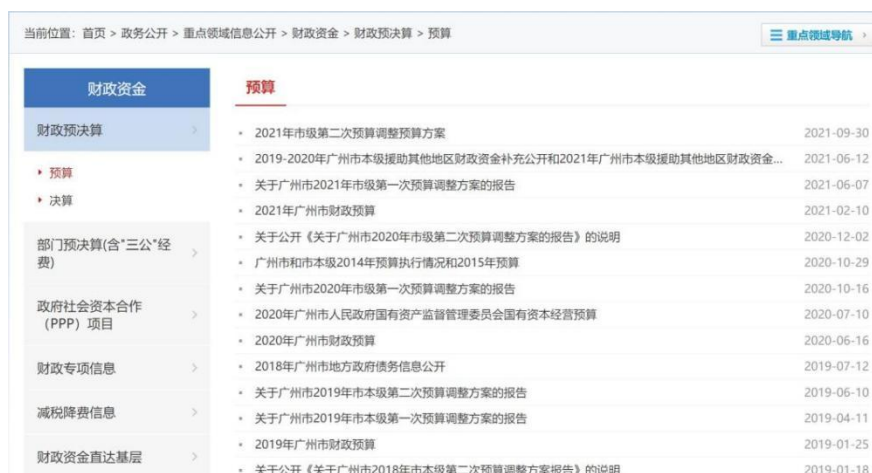 当前位置：首页 > 政务公开 > 重点领域信息公开 > 财政资金 > 财政预决算 > 预算
重点领域导航
财政资金
财政预决算
预算
决算
部门预决算(含"三公"经
费)
政府社会资本合作
（PPP）项目
财政专项信息
减税降费信息
财政资金直达基层
预算
2021年市级第二次预算调整预算方案 2021-09-30
2019-2020年广州市本级援助其他地区财政资金补充公开和2021年广州市本级援助其他地区财政资金... 2021-06-12
关于广州市2021年市级第一次预算调整方案的报告 2021-06-07
2021年广州市财政预算 2021-02-10
关于公开《关于广州市2020年市级第二次预算调整方案的报告》的说明 2020-12-02
广州市和市本级2014年预算执行情况和2015年预算 2020-10-29
关于广州市2020年市级第一次预算调整方案的报告 2020-10-16
2020年广州市人民政府国有资产监督管理委员会国有资本经营预算 2020-07-10
2020年广州市财政预算 2020-06-16
2018年广州市地方政府债务信息公开 2019-07-12
关于广州市2019年市本级第二次预算调整方案的报告 2019-06-10
关于广州市2019年市本级第一次预算调整方案的报告 2019-04-11
2019年广州市财政预算 2019-01-25
关于公开《关于广州市2018年市本级第二次预算调整方案报告》的说明 2019-01-18